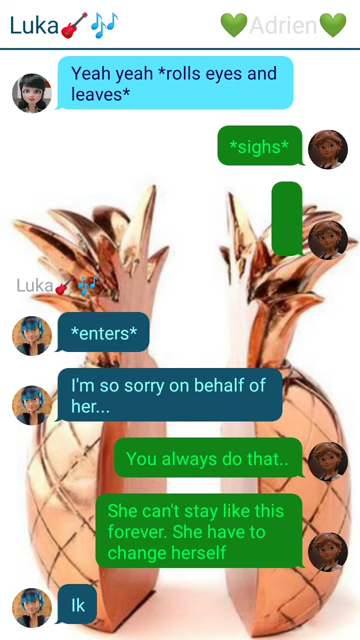 Luka🎸🎶 💚Adrien💚
Yeah yeah *rolls eyes and
leaves*
*sighs*
Luka🎸🎶
*enters*
I'm so sorry on behalf of
her...
You always do that..
She can't stay like this
forever. She have to
change herself
Ik